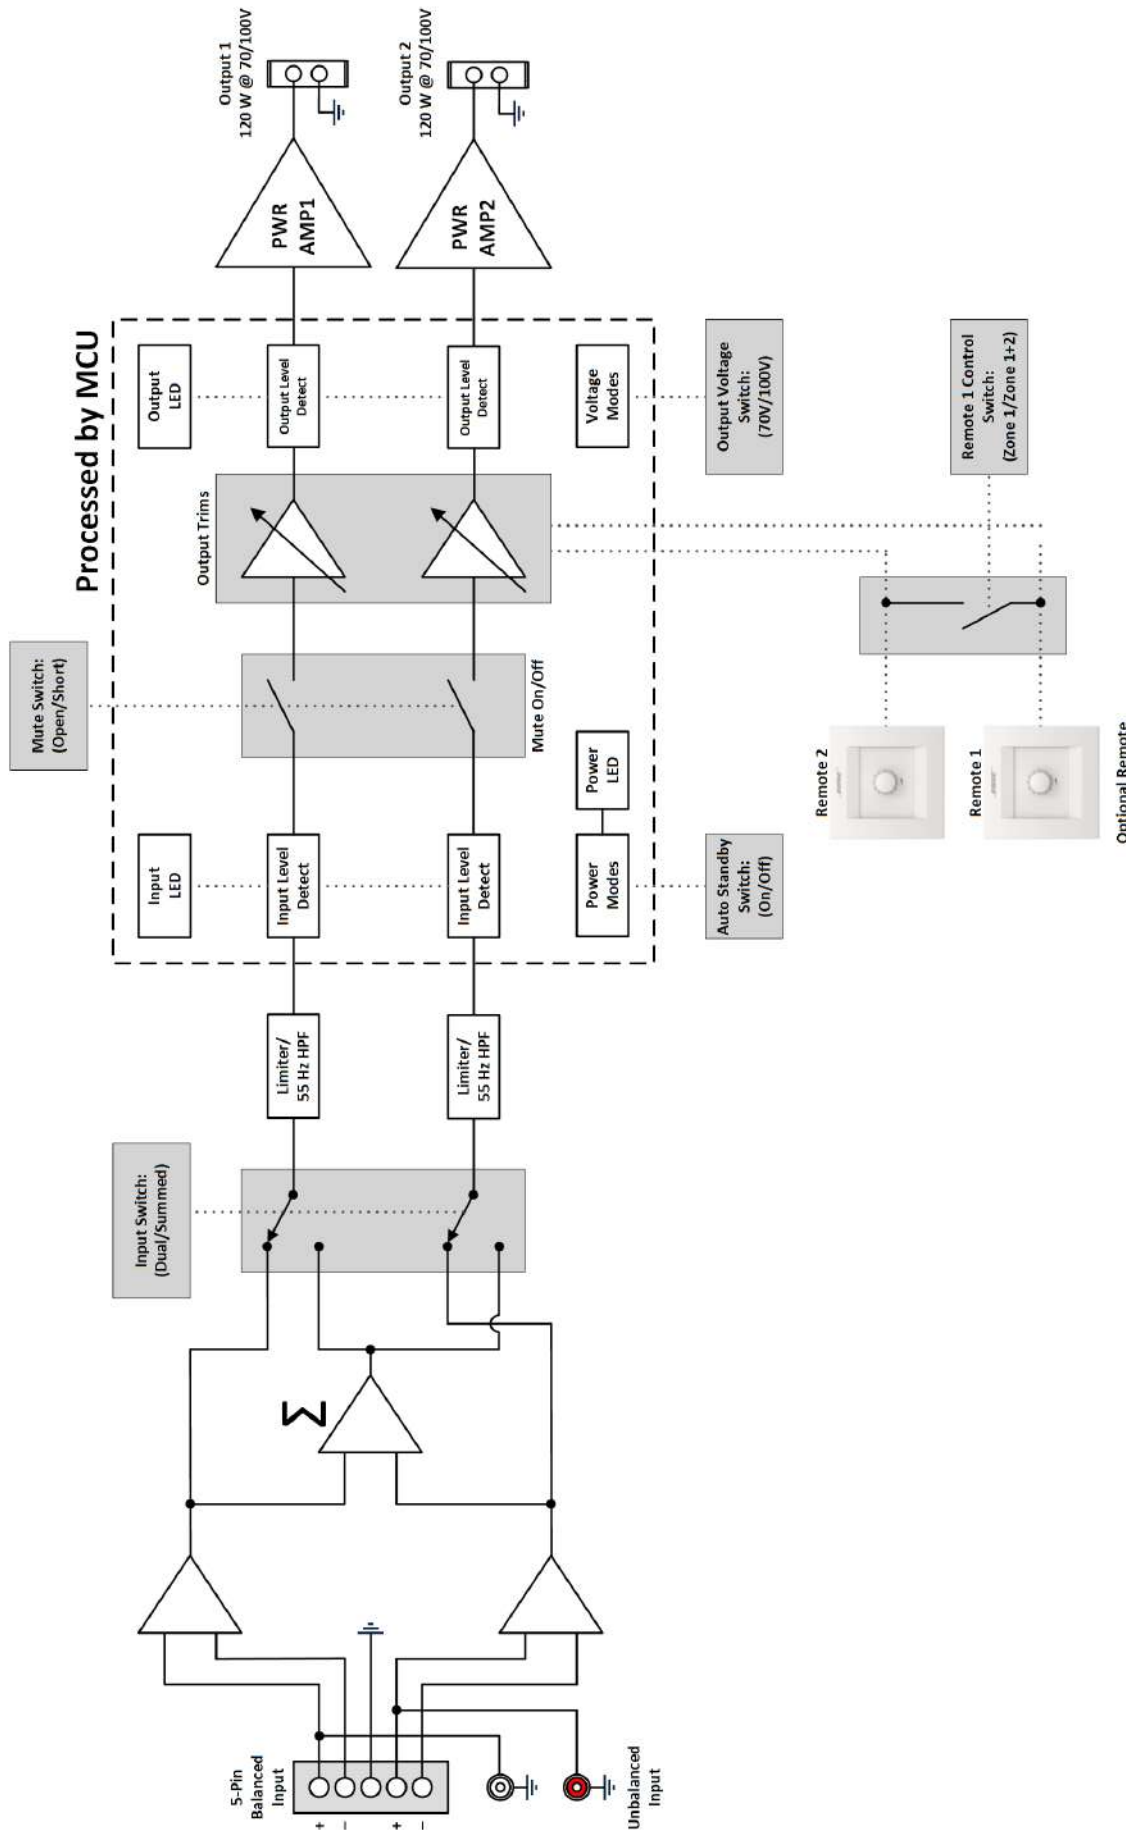 5-Pin
Balanced
Input
+
−
+
−
Unbalanced
Input
Σ
Input Switch:
(Dual/Summed)
Limiter/
55 Hz HPF
Limiter/
55 Hz HPF
Processed by MCU
Input
LED
Input Level
Detect
Input Level
Detect
Power
Modes
Power
LED
Auto Standby
Switch:
(On/Off)
Mute Switch:
(Open/Short)
Mute On/Off
Output Trims
Output
LED
Output Level
Detect
Output Level
Detect
Voltage
Modes
Output Voltage
Switch:
(70V/100V)
Remote 1 Control
Switch:
(Zone 1/Zone 1+2)
Remote 2
Remote 1
Optional Remote
PWR
AMP1
PWR
AMP2
Output 1
120 W @ 70/100V
Output 2
120 W @ 70/100V